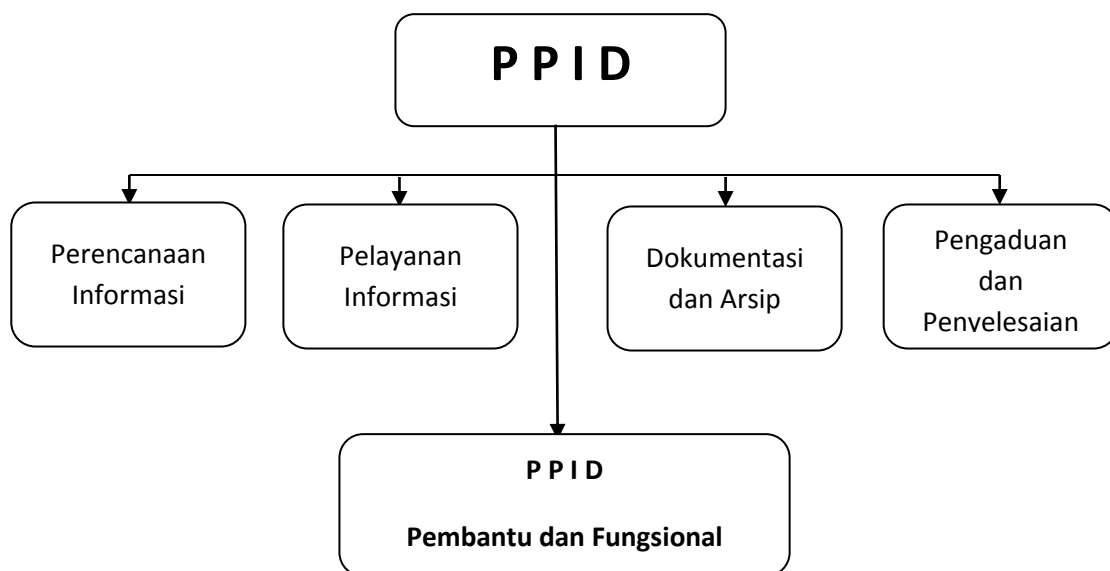 P P I D
Perencanaan
Informasi
Pelayanan
Informasi
Dokumentasi
dan Arsip
Pengaduan
dan
Penyelesaian
P P I D
Pembantu dan Fungsional